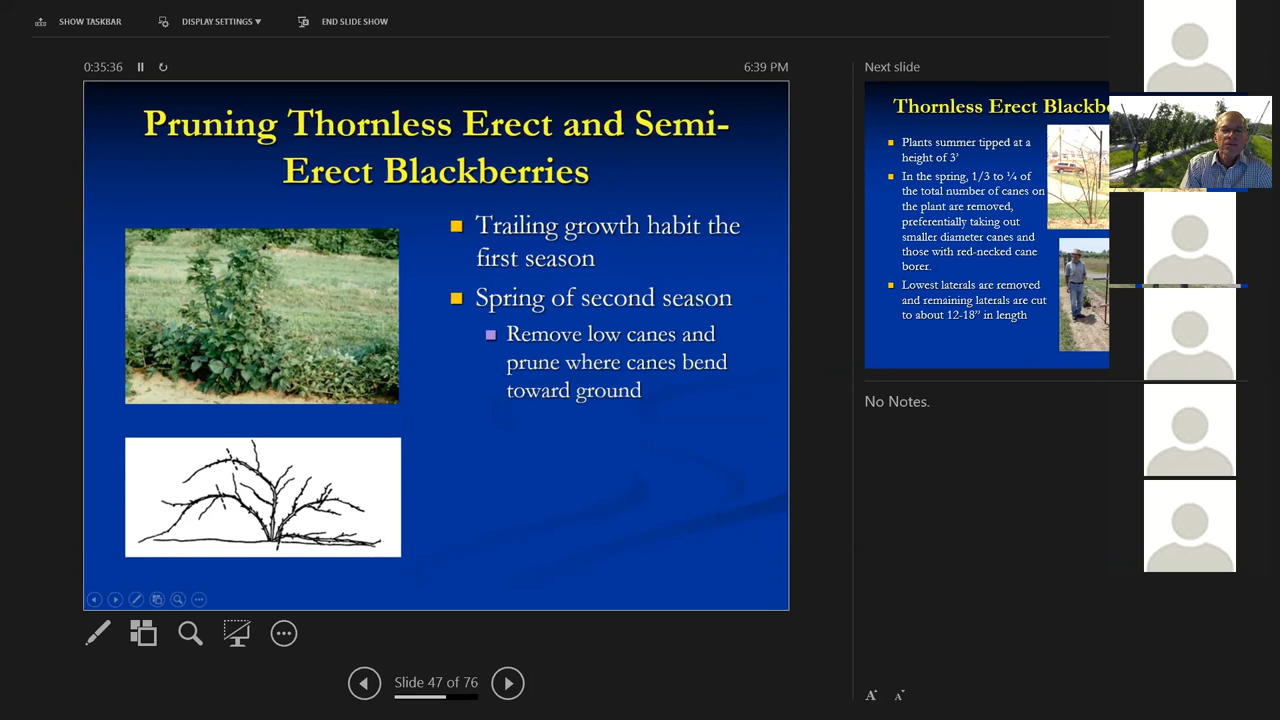 SHOW TASKBAR
DISPLAY SETTINGS ▼
END SLIDE SHOW
0:35:36
6:39 PM
Pruning Thornless Erect and Semi-
Erect Blackberries
Trailing growth habit the
first season
Spring of second season
Remove low canes and
prune where canes bend
toward ground
Slide 47 of 76
Next slide
Thornless Erect
Plants summer tipped at a
height of 3’
In the spring, 1/3 to ¼ of
the total number of canes on
the plant are removed,
preferentially taking out
smaller diameter canes and
those with red-necked cane
borer.
Lowest laterals are removed
and remaining laterals are cut
to about 12-18” in length
No Notes.
A
A